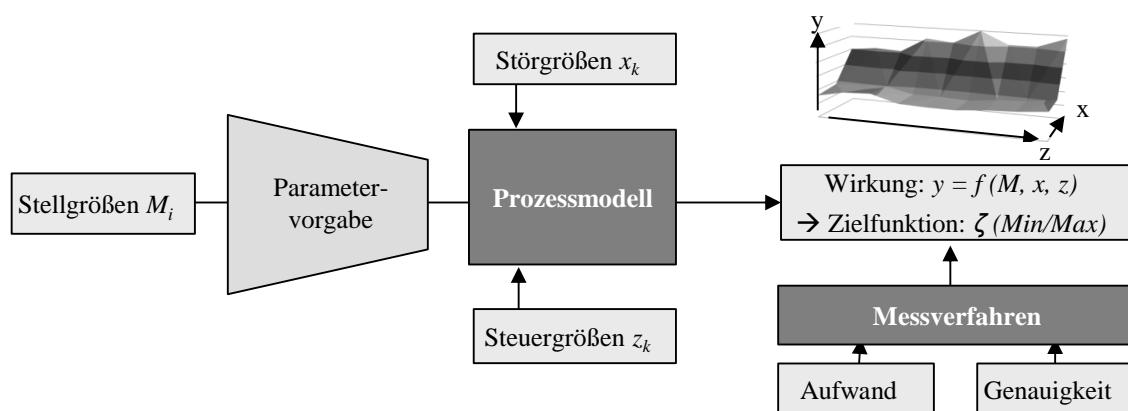 y
Störgrößen x_k
x
z
Stellgrößen M_i
Parameter-
vorgabe
Prozessmodell
Wirkung: y = f (M, x, z)
→ Zielfunktion: ζ (Min/Max)
Steuergrößen z_k
Messverfahren
Aufwand
Genauigkeit